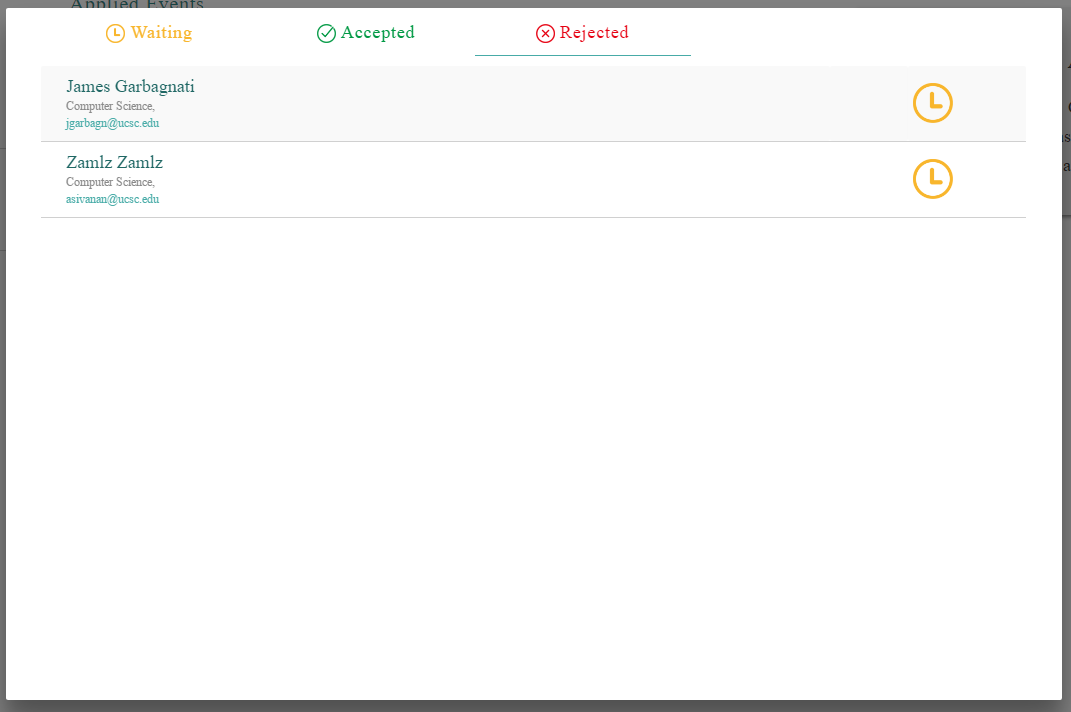 Applied Events
Waiting
Accepted
Rejected
James Garbagnati
Computer Science,
jgarbagn@ucsc.edu
Zamlz Zamlz
Computer Science,
asivanan@ucsc.edu